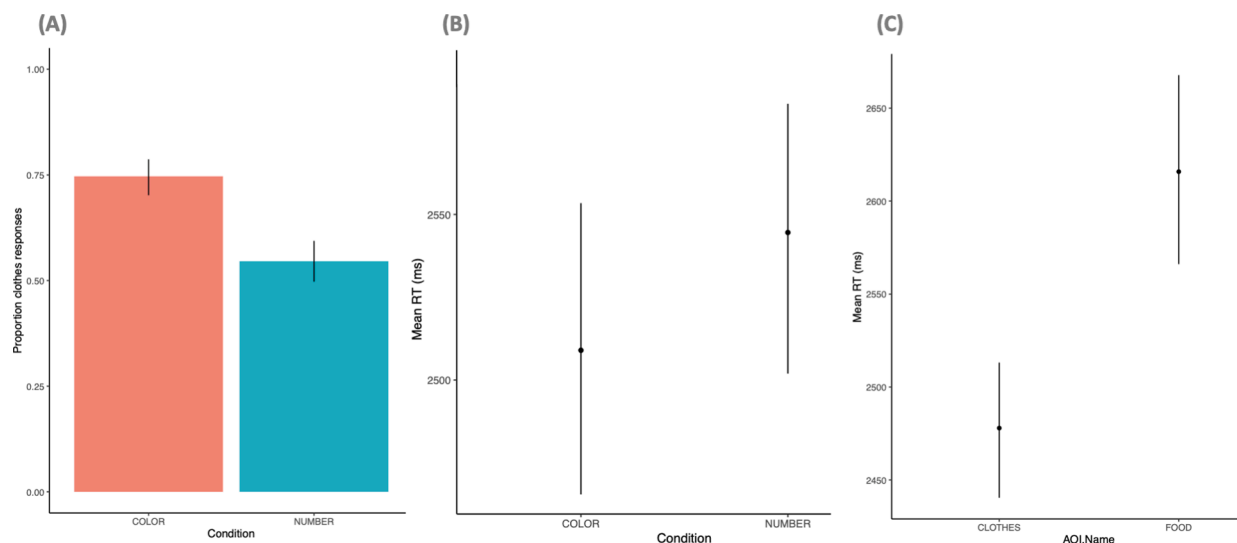 (A)
1.00
0.75
0.50
0.25
0.00
Proportion clothes responses
COLOR
NUMBER
Condition
(B)
2550
2500
Mean RT (ms)
COLOR
NUMBER
Condition
(C)
2650
2600
2550
2500
2450
Mean RT (ms)
CLOTHES
FOOD
AOI.Name